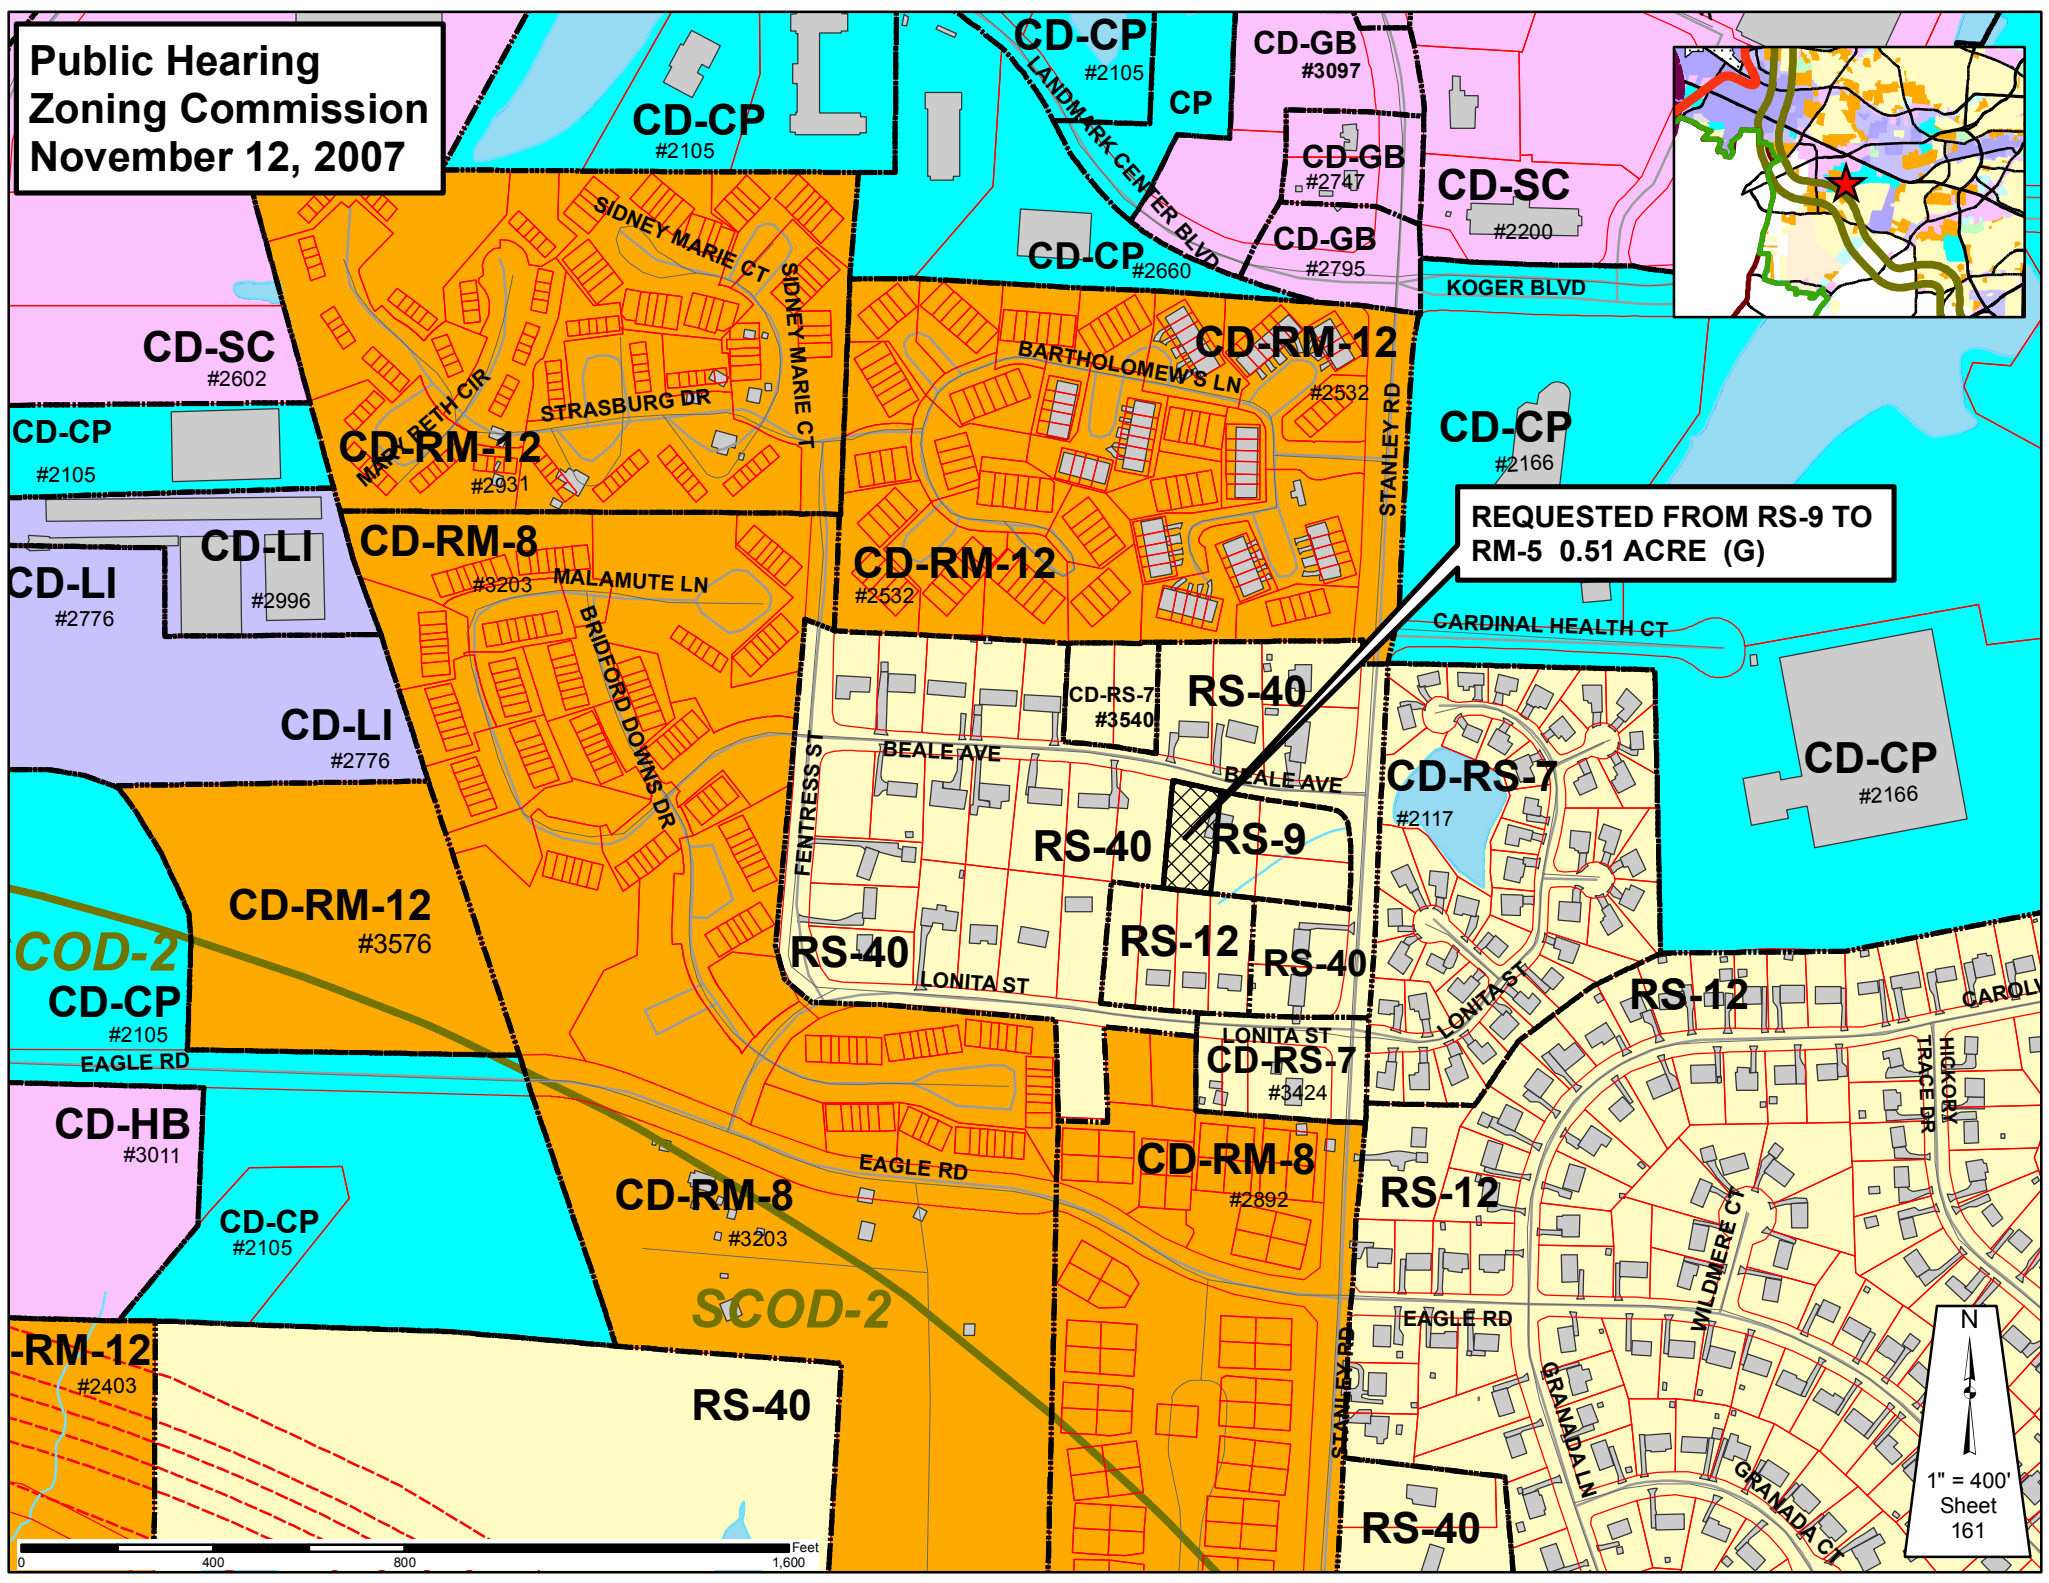 Public Hearing
Zoning Commission
November 12, 2007
CD-CP
#2105
CD-CP
#2105
CP
CD-GB
#3097
LANDMARK CENTER BLVD
CD-GB
#2747
CD-SC
#2200
CD-GB
#2795
CD-CP
#2660
KOGER BLVD
SIDNEY MARIE CT
SIDNEY MARIE CT
CD-SC
#2602
CD-RM-12
#2532
BARTHOLOMEW'S LN
STANLEY RD
STRASBURG DR
MARY BETH CIR
CD-RM-12
#2931
CD-CP
#2105
CD-CP
#2166
REQUESTED FROM RS-9 TO
RM-5 0.51 ACRE (G)
CD-LI
#2996
CD-LI
#2776
CD-RM-8
#3203
MALAMUTE LN
BRIDFORD DOWNS DR
CD-RM-12
#2532
CARDINAL HEALTH CT
CD-RS-7
#3540
RS-40
CD-LI
#2776
FENTRESS ST
BEALE AVE
BEALE AVE
CD-RS-7
#2117
CD-CP
#2166
RS-40
RS-9
CD-RM-12
#3576
SCOD-2
CD-CP
#2105
RS-40
RS-12
RS-40
LONITA ST
LONITA ST
LONITA ST
RS-12
CAROL
EAGLE RD
CD-RS-7
#3424
HICKORY
TRACE DR
CD-HB
#3011
CD-CP
#2105
EAGLE RD
CD-RM-8
#3203
CD-RM-8
#2892
RS-12
WILDMERE CT
SCOD-2
EAGLE RD
STANLEY RD
-RM-12
#2403
RS-40
GRANADA LN
GRANADA CT
RS-40
N
1" = 400'
Sheet
161
0 400 800 1,600 Feet